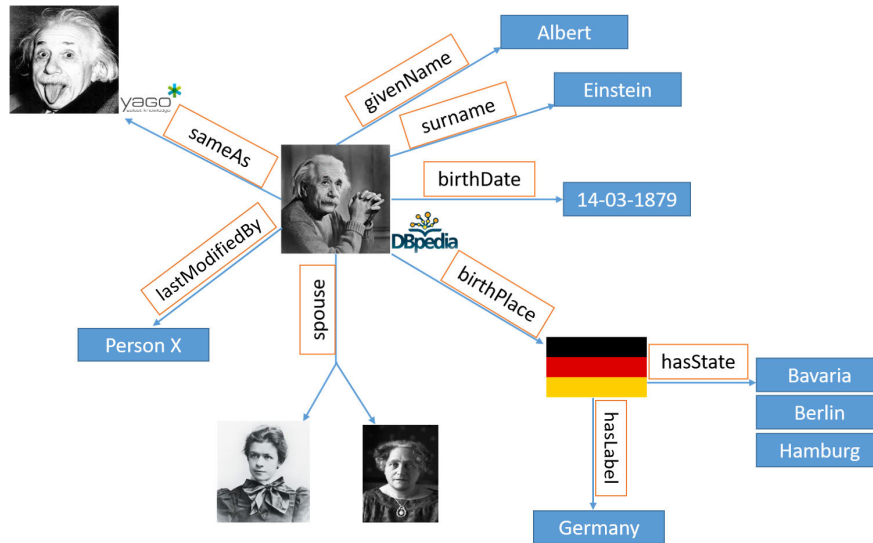 Albert
givenName
Einstein
surname
yago
sameAs
birthDate
14-03-1879
DBpedia
lastModifiedBy
birthPlace
spouse
Person X
hasState
Bavaria
Berlin
hasLabel
Hamburg
Germany